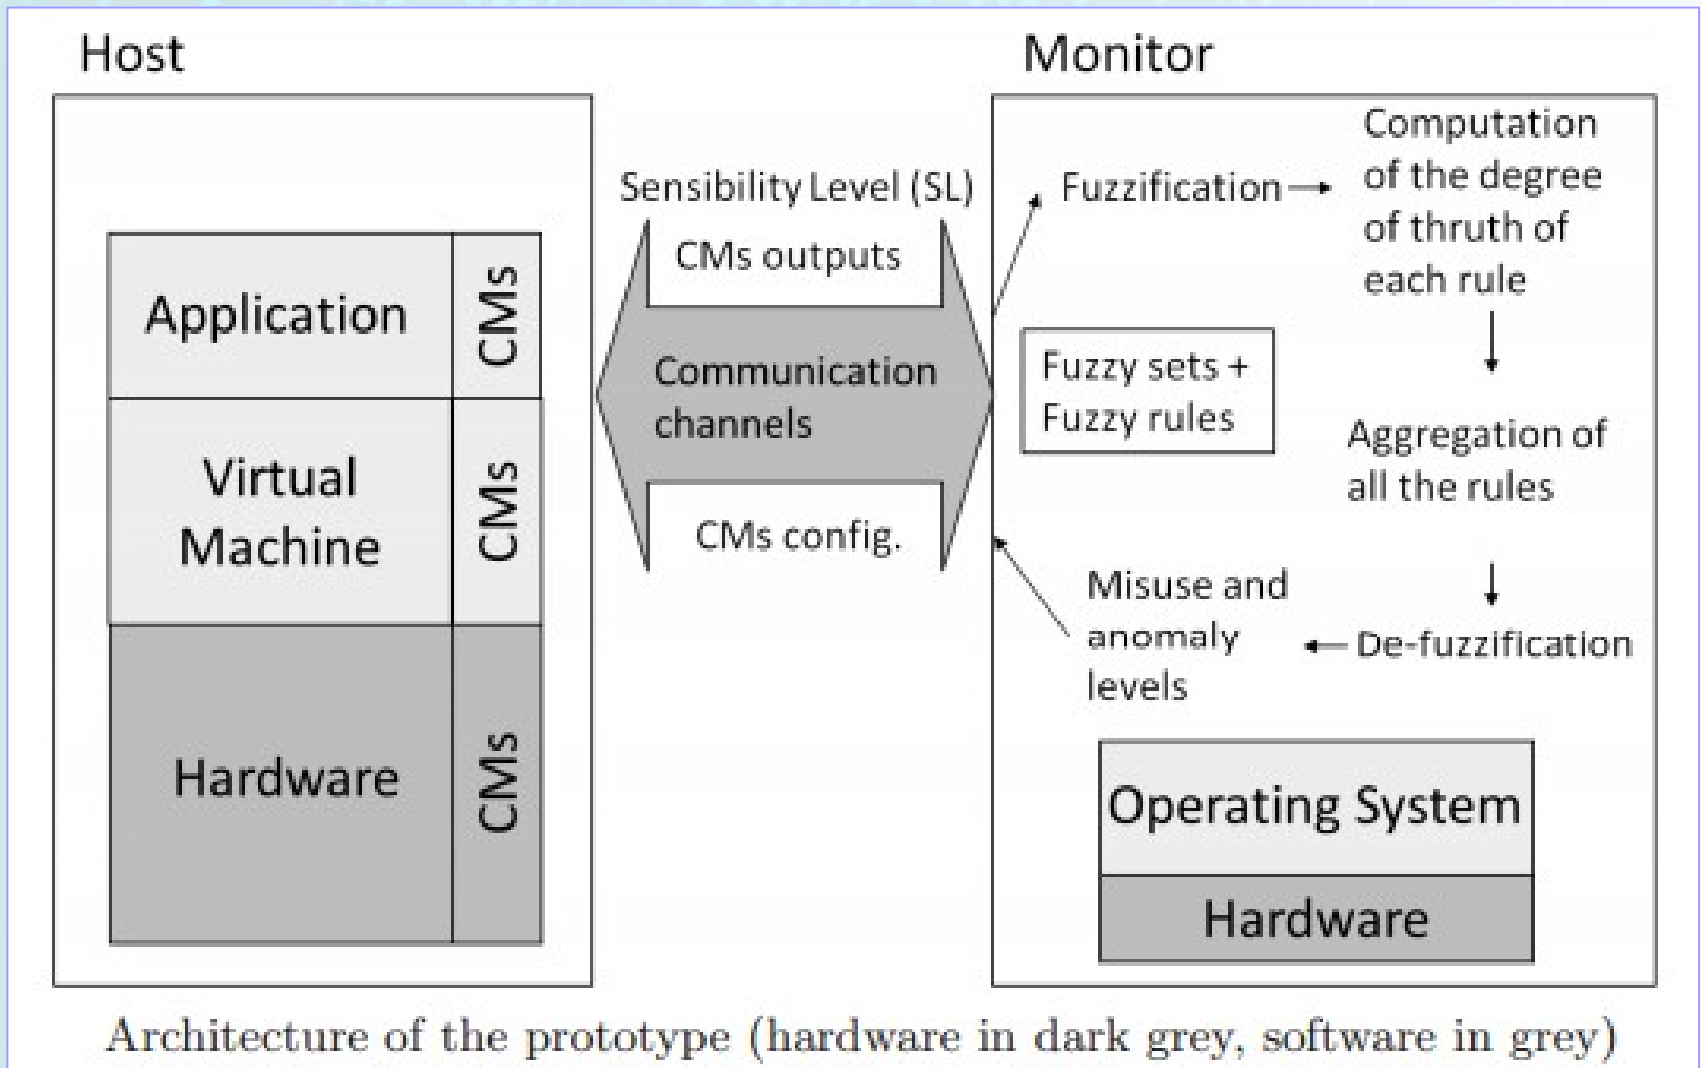 Host
Application
CMs
Virtual
Machine
CMs
Hardware
CMs
Sensibility Level (SL)
CMs outputs
Communication
channels
CMs config.
Monitor
Fuzzification
Computation
of the degree
of thruth of
each rule
Fuzzy sets +
Fuzzy rules
Aggregation of
all the rules
De-fuzzification
Misuse and
anomaly
levels
Operating System
Hardware
Architecture of the prototype (hardware in dark grey, software in grey)